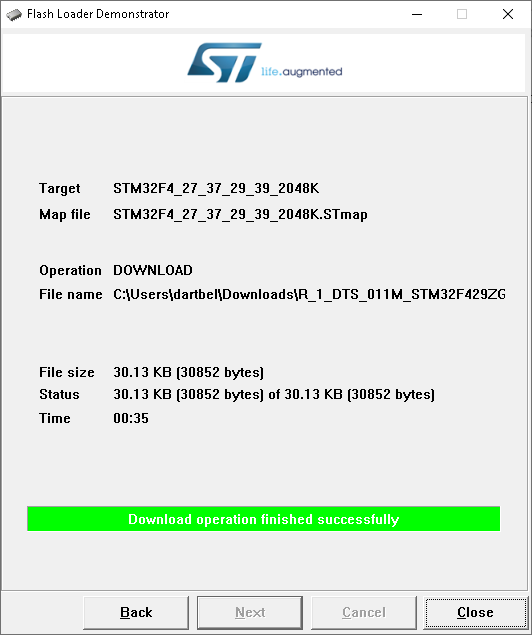 Flash Loader Demonstrator
ST life.augmented
Target STM32F4_27_37_29_39_2048K
Map file STM32F4_27_37_29_39_2048K.STmap
Operation DOWNLOAD
File name C:\Users\dartbel\Downloads\R_1_DTS_011M_STM32F429ZG
File size 30.13 KB (30852 bytes)
Status 30.13 KB (30852 bytes) of 30.13 KB (30852 bytes)
Time 00:35
Download operation finished successfully
Back Next Cancel Close